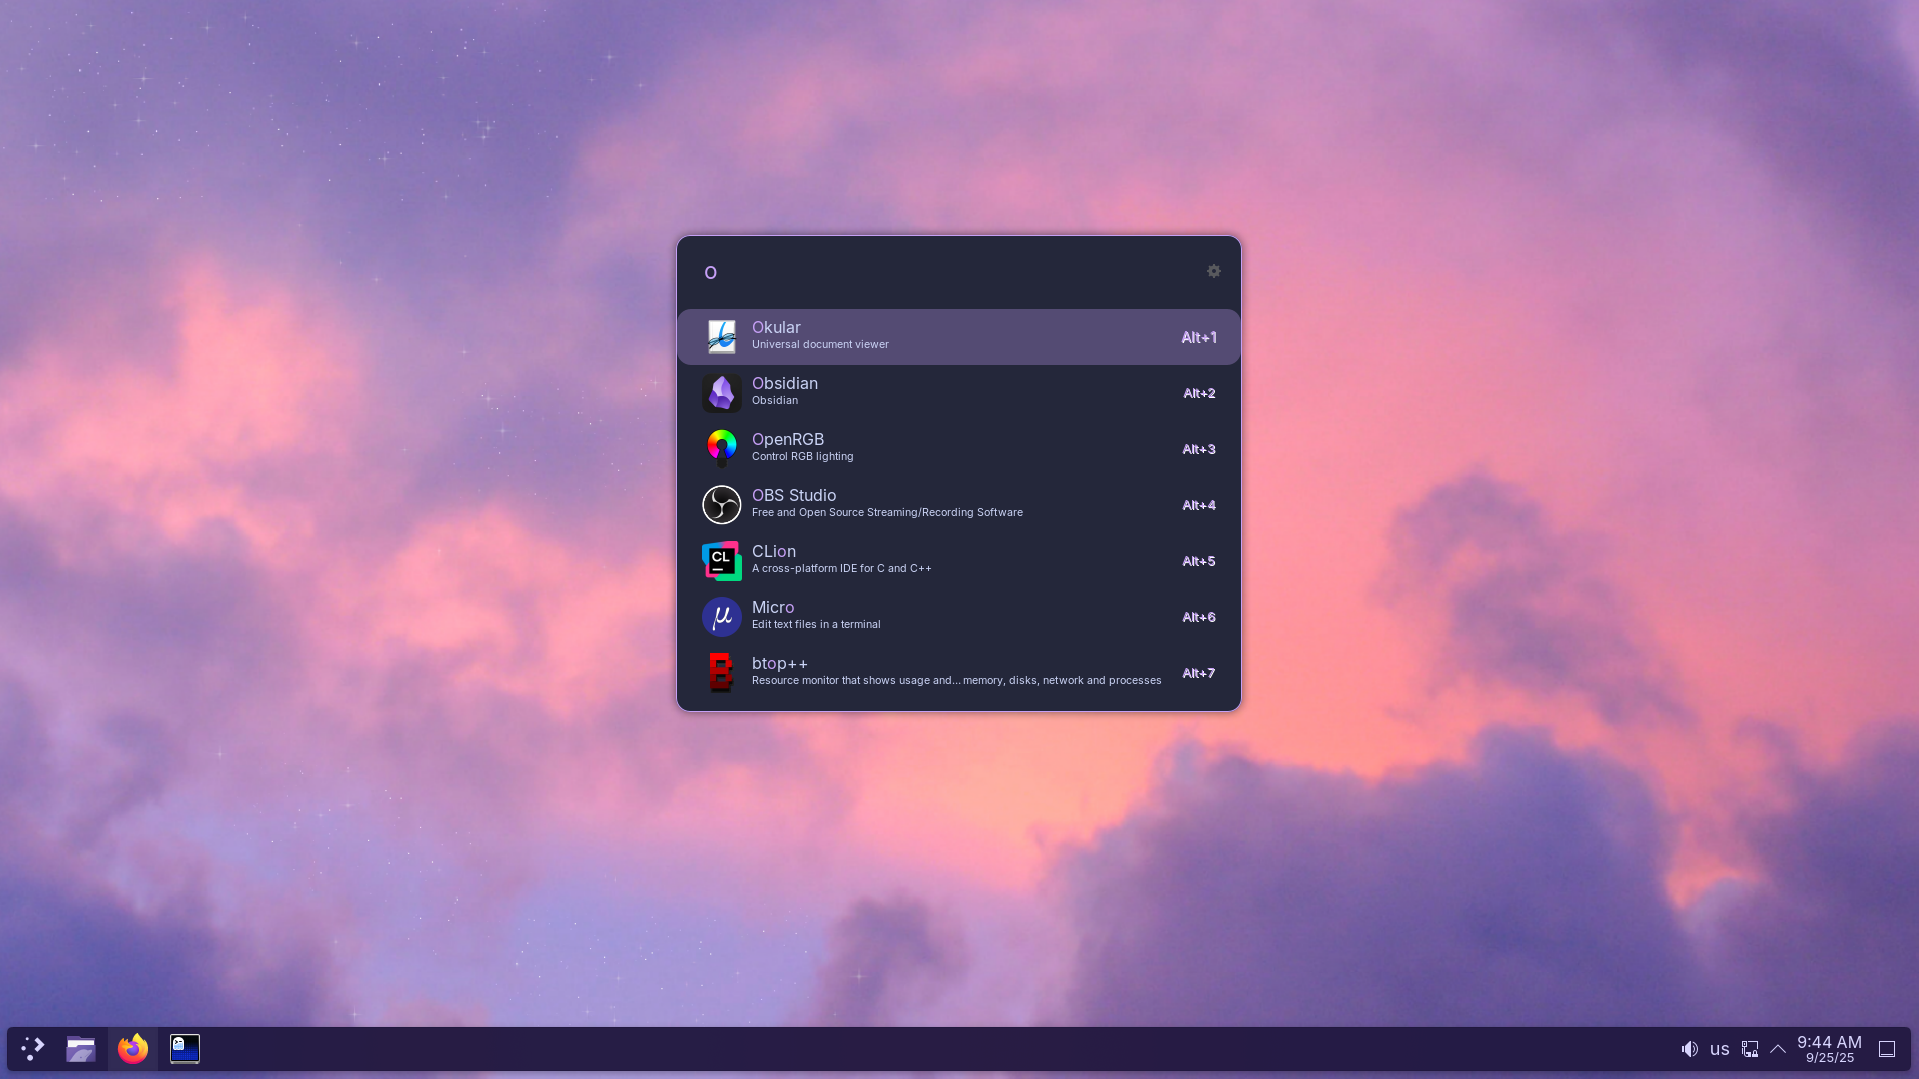 o
Okular
Universal document viewer
Alt+1
Obsidian
Obsidian
Alt+2
OpenRGB
Control RGB lighting
Alt+3
OBS Studio
Free and Open Source Streaming/Recording Software
Alt+4
CL
CLion
A cross-platform IDE for C and C++
Alt+5
μ
Micro
Edit text files in a terminal
Alt+6
B
btop++
Resource monitor that shows usage and... memory, disks, network and processes
Alt+7
us
9:44 AM
9/25/25